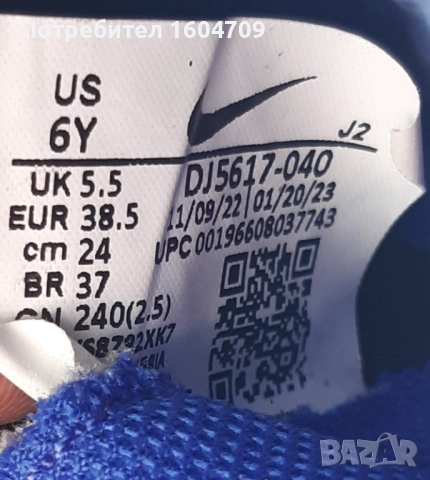 Потребител 1604709
US
6Y
J2
UK 5.5
EUR 38.5
cm 24
BR 37
CN 240(2.5)
DJ5617-040
11/09/22 | 01/20/23
UPC 00196608037743
BAZAR